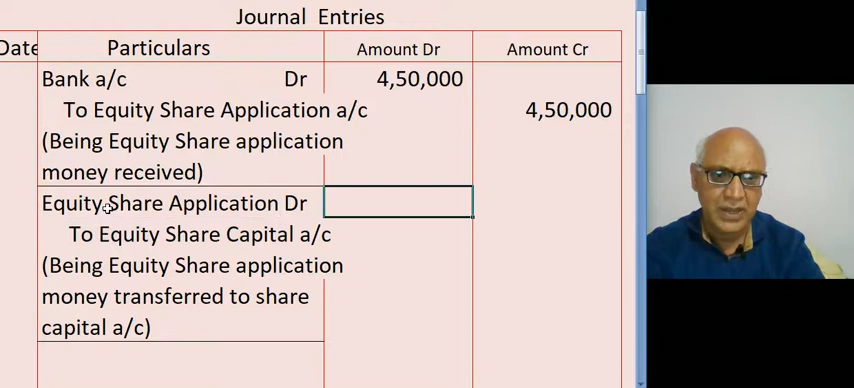 Journal Entries
Date Particulars Amount Dr Amount Cr
Bank a/c Dr 4,50,000
To Equity Share Application a/c 4,50,000
(Being Equity Share application
money received)
Equity Share Application Dr
To Equity Share Capital a/c
(Being Equity Share application
money transferred to share
capital a/c)